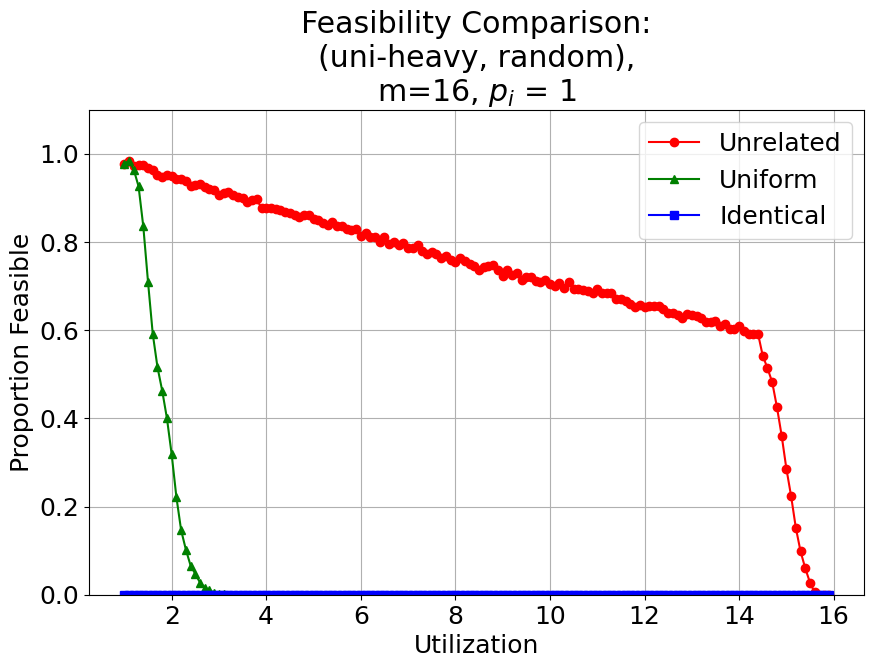 Feasibility Comparison:
(uni-heavy, random),
m=16, $p_i$ = 1
Unrelated
Uniform
Identical
Proportion Feasible
1.0
0.8
0.6
0.4
0.2
0.0
2 4 6 8 10 12 14 16
Utilization